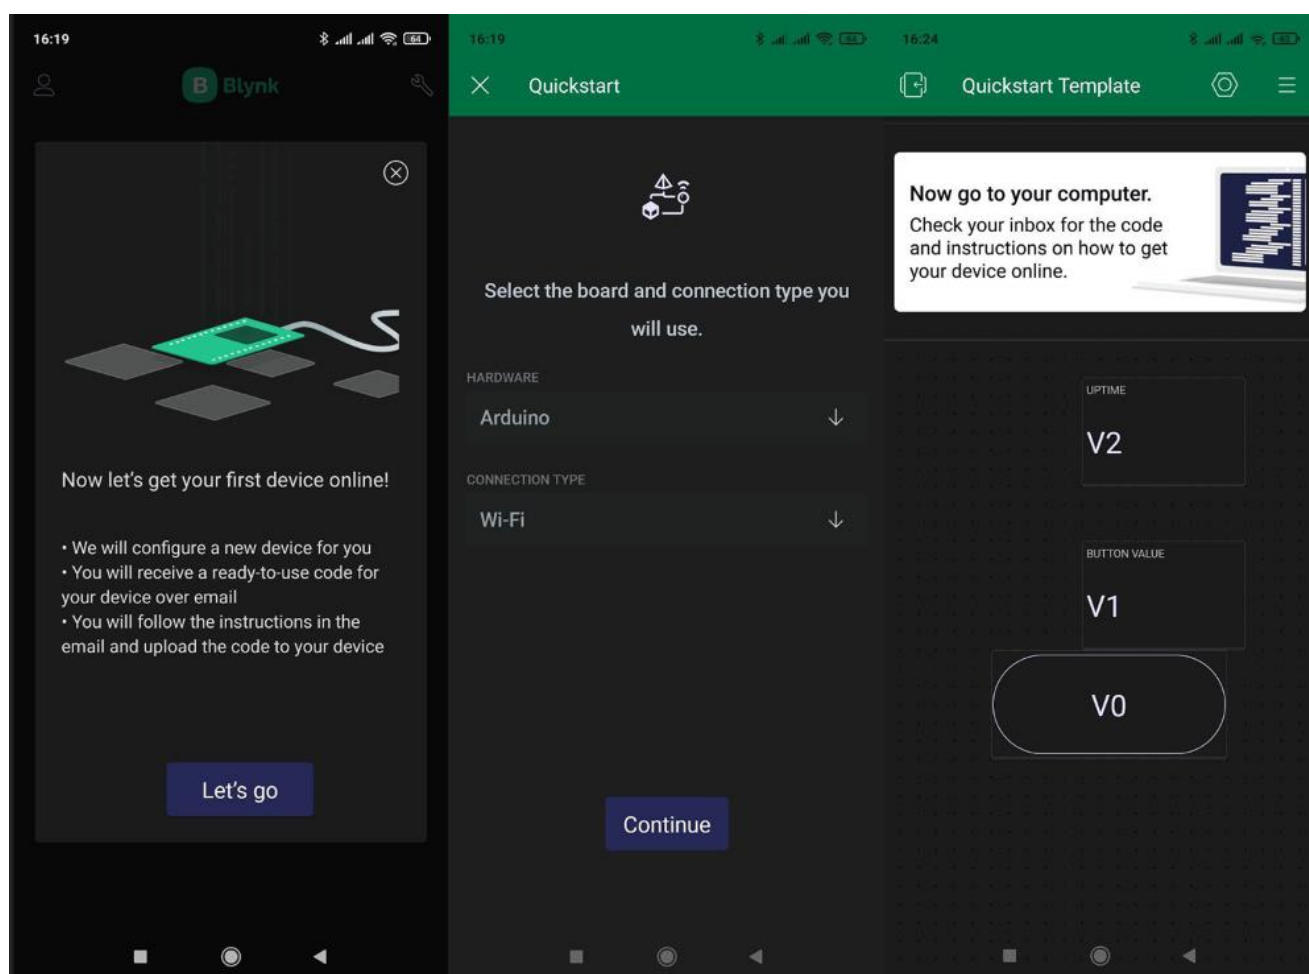 16:19
64
B Blynk
Now let's get your first device online!
• We will configure a new device for you
• You will receive a ready-to-use code for
your device over email
• You will follow the instructions in the
email and upload the code to your device
Let's go
16:19
64
Quickstart
Select the board and connection type you
will use.
HARDWARE
Arduino
CONNECTION TYPE
Wi-Fi
Continue
16:24
Quickstart Template
Now go to your computer.
Check your inbox for the code
and instructions on how to get
your device online.
UPTIME
V2
BUTTON VALUE
V1
V0